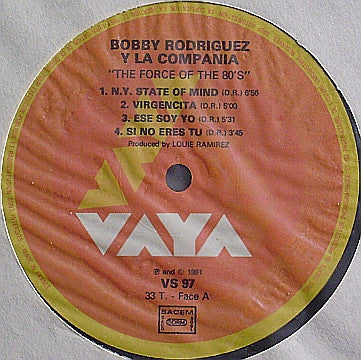 BOBBY RODRIGUEZ
Y LA COMPANIA
"THE FORCE OF THE 80'S"
1. N.Y. STATE OF MIND (D.R.) 6'56
2. VIRGENCITA (D.R.) 5'00
3. ESE SOY YO (D.R.) 5'31
4. SI NO ERES TU (D.R.) 3'45
Produced by LOUIE RAMIREZ
VAYA
℗ and © 1981
VS 97
33 T. - Face A
SACEM